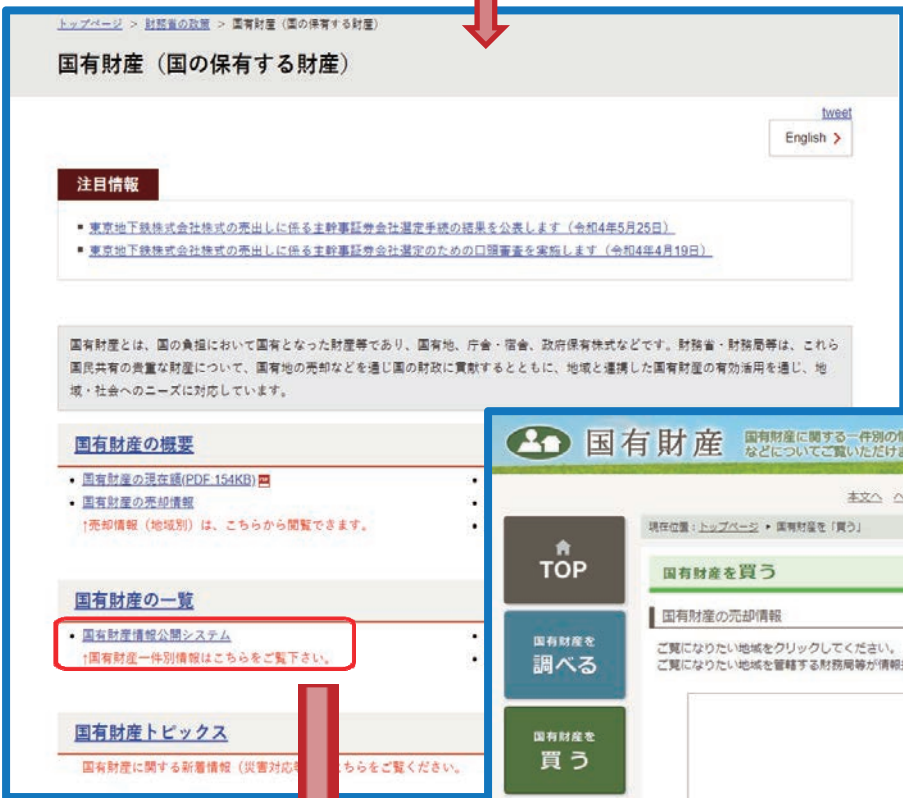 トップページ > 財務省の政策 > 国有財産（国の保有する財産）
国有財産（国の保有する財産）
tweet
English >
注目情報
■ 東京地下鉄株式会社株式の売出しに係る主幹事証券会社選定手続の結果を公表します（令和4年5月25日）
■ 東京地下鉄株式会社株式の売出しに係る主幹事証券会社選定のための口頭審査を実施します（令和4年4月19日）
国有財産とは、国の負担において国有となった財産等であり、国有地、庁舎・宿舎、政府保有株式などです。財務省・財務局等は、これら
国民共有の貴重な財産について、国有地の売却などを通じ国の財政に貢献するとともに、地域と連携した国有財産の有効活用を通じ、地
域・社会へのニーズに対応しています。
国有財産の概要
• 国有財産の現在額(PDF:154KB)
• 国有財産の売却情報
↑売却情報（地域別）は、こちらから閲覧できます。
国有財産の一覧
• 国有財産情報公開システム
↑国有財産一件別情報はこちらをご覧下さい。
国有財産トピックス
国有財産に関する新着情報（災害対応 ちらをご覧ください。
国有財産
国有財産に関する一件別の
などについてご覧いただけ
本文へ
現在位置：トップページ ▸ 国有財産を「買う」
TOP
国有財産を買う
国有財産の売却情報
ご覧になりたい地域をクリックしてください。
ご覧になりたい地域を管轄する財務局等が情報
国有財産を
調べる
国有財産を
買う